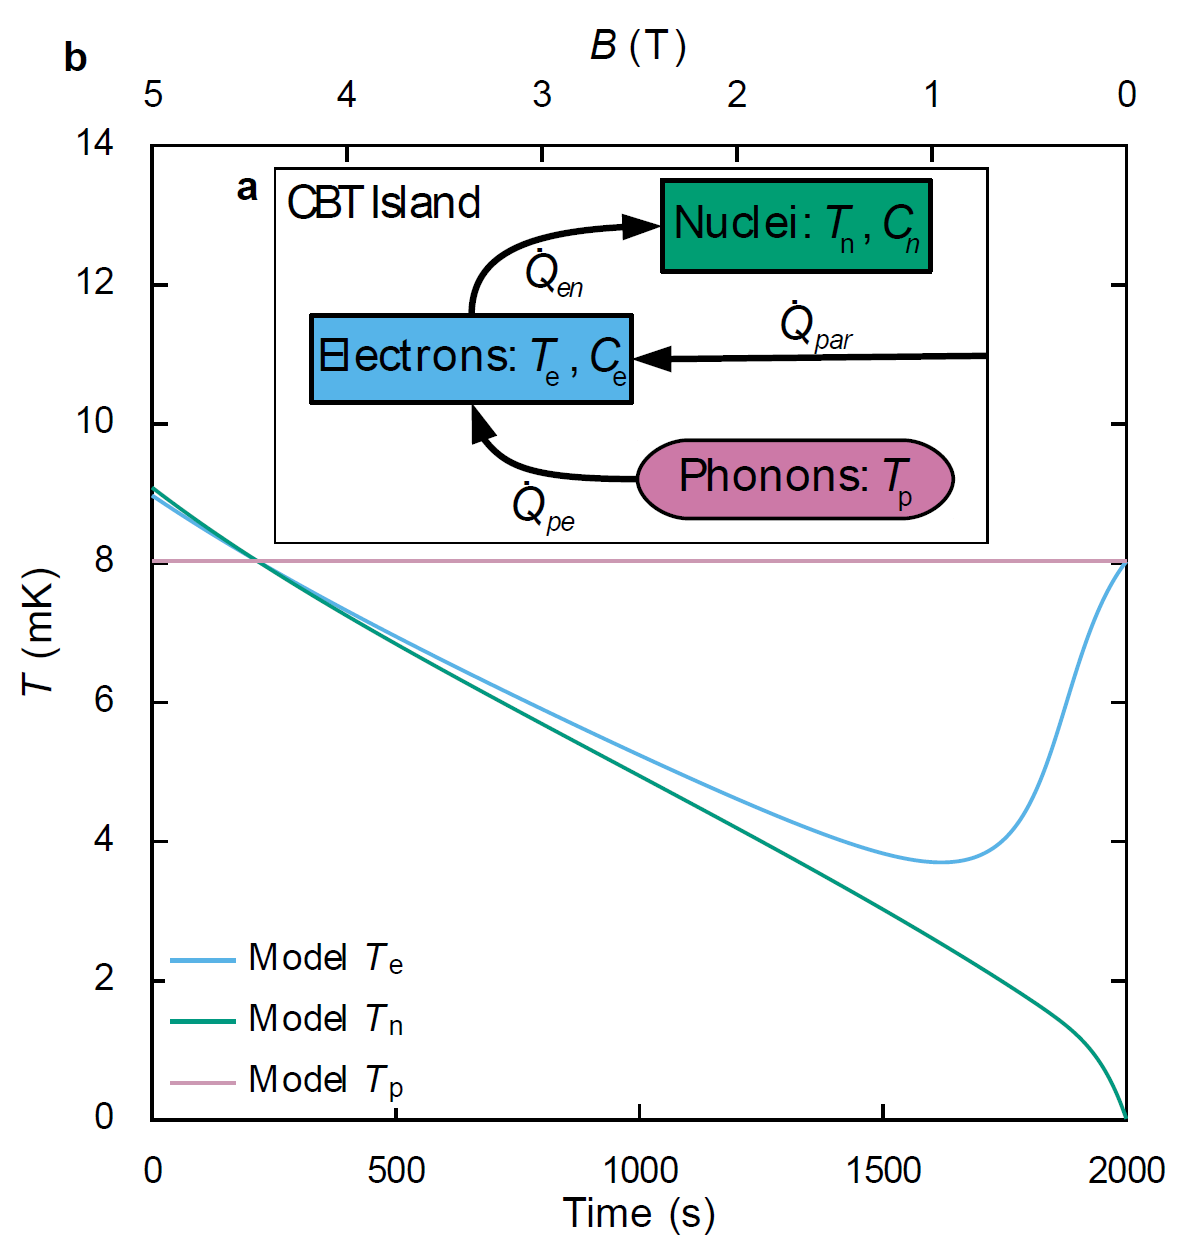 b
B (T)
5 4 3 2 1 0
14
12
10
8
6
4
2
0
T (mK)
a
CBT Island
Nuclei: Tn , Cn
Q̇en
Q̇par
Electrons: Te , Ce
Phonons: Tp
Q̇pe
Model Te
Model Tn
Model Tp
0 500 1000 1500 2000
Time (s)